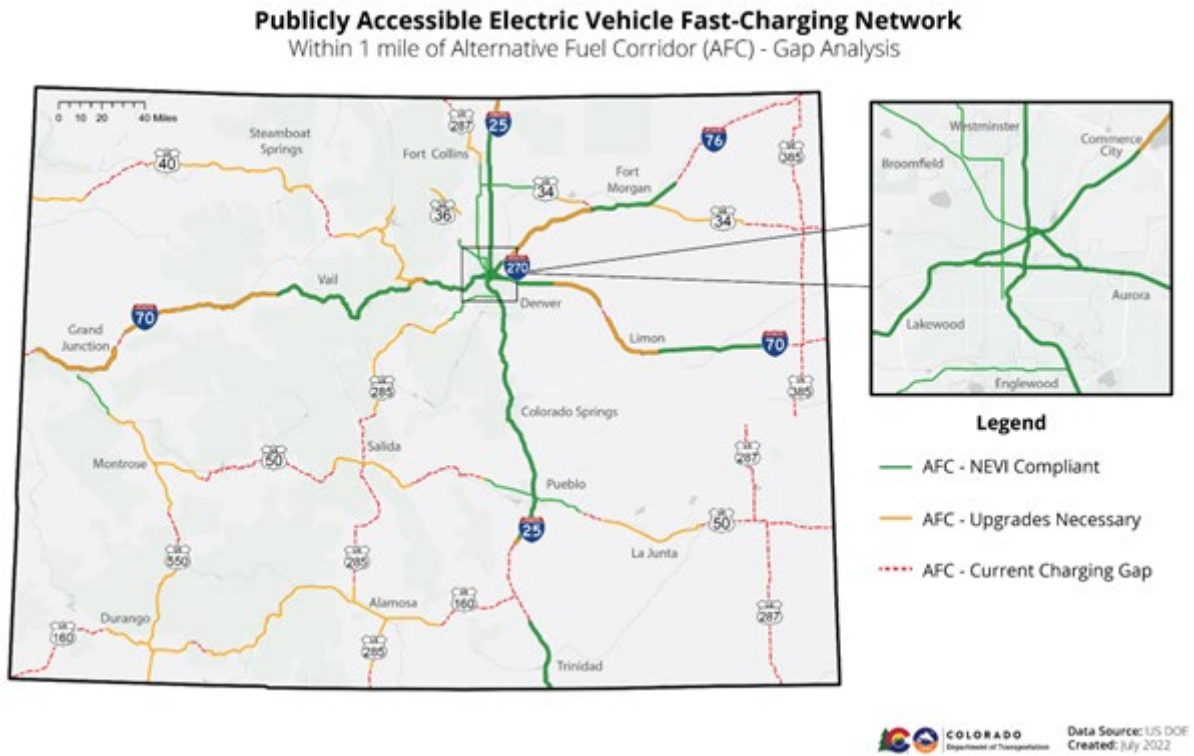 Publicly Accessible Electric Vehicle Fast-Charging Network
Within 1 mile of Alternative Fuel Corridor (AFC) - Gap Analysis
0 10 20 40 Miles
Steamboat
Springs
40
US
287
25
Fort Collins
76
US
385
Fort
Morgan
34
36
34
270
Vail
Denver
70
Grand
Junction
Limon
70
285
385
Colorado Springs
Salida
50
Montrose
287
Pueblo
25
50
La Junta
550
285
Alamosa
160
287
Durango
160
285
Trinidad
Westminster
Commerce
City
Broomfield
Aurora
Lakewood
Englewood
Legend
AFC - NEVI Compliant
AFC - Upgrades Necessary
AFC - Current Charging Gap
COLORADO
Department of Transportation
Data Source: US DOE
Created: July 2022